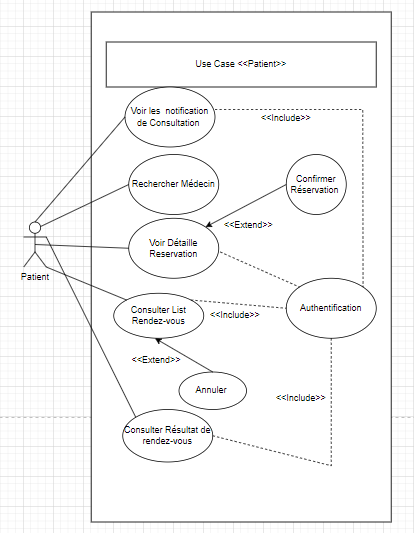 Use Case <<Patient>>
Voir les notification
de Consultation
<<Include>>
Rechercher Médecin
Confirmer
Réservation
<<Extend>>
Voir Détaille
Reservation
Patient
Consulter List
Rendez-vous
<<Include>>
Authentification
<<Extend>>
Annuler
<<Include>>
Consulter Résultat de
rendez-vous